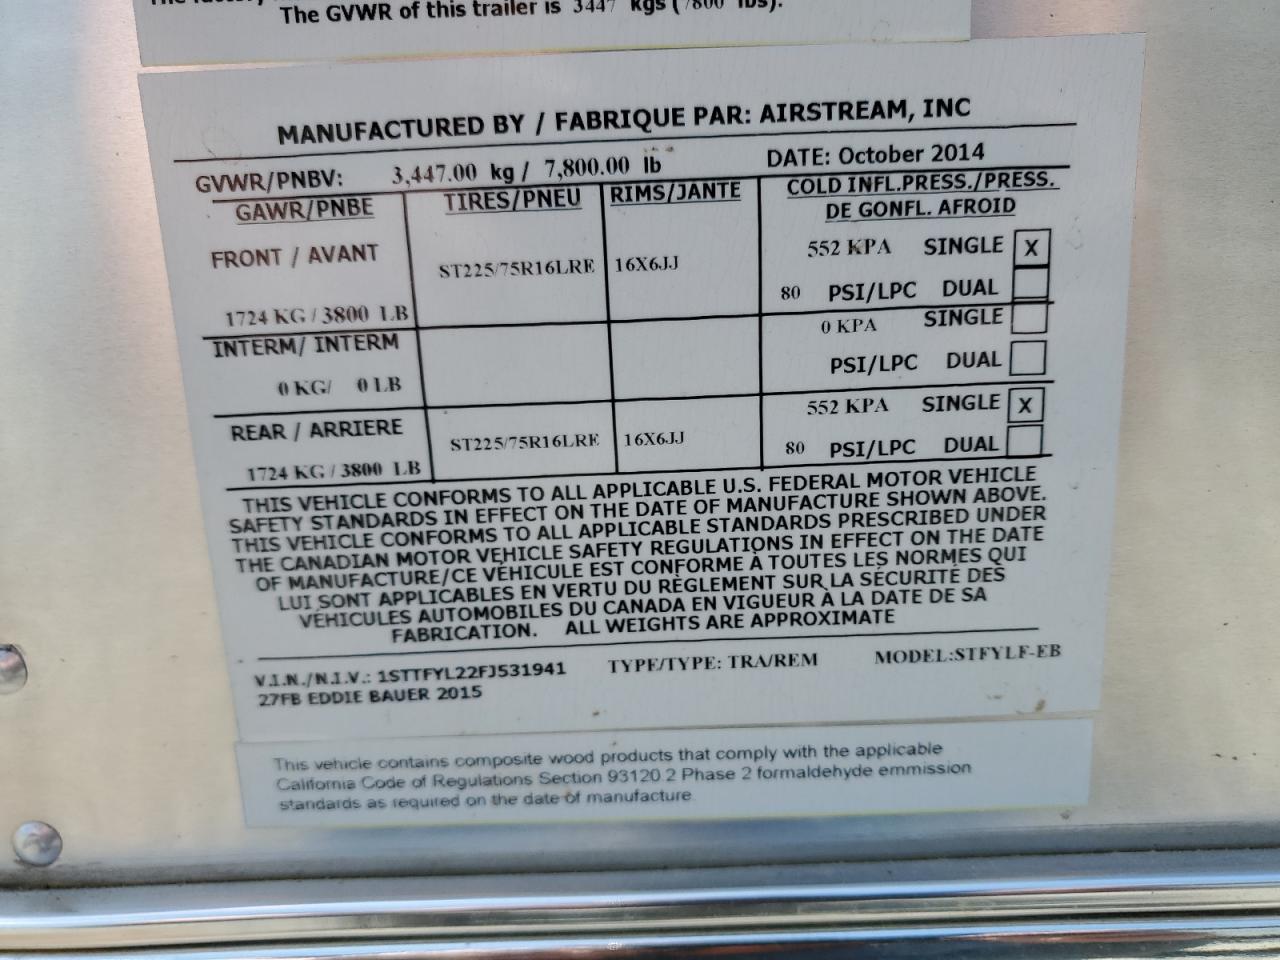 The GVWR of this trailer is 3447 kgs (7800 lbs).
MANUFACTURED BY / FABRIQUE PAR: AIRSTREAM, INC
GVWR/PNBV: 3,447.00 kg / 7,800.00 lb DATE: October 2014
GAWR/PNBE TIRES/PNEU RIMS/JANTE COLD INFL.PRESS./PRESS.
DE GONFL. AFROID
FRONT / AVANT ST225/75R16LRE 16X6JJ 552 KPA SINGLE X
80 PSI/LPC DUAL
1724 KG / 3800 LB
INTERM/ INTERM 0 KPA SINGLE
0 KG/ 0 LB PSI/LPC DUAL
REAR / ARRIERE ST225/75R16LRE 16X6JJ 552 KPA SINGLE X
1724 KG / 3800 LB 80 PSI/LPC DUAL
THIS VEHICLE CONFORMS TO ALL APPLICABLE U.S. FEDERAL MOTOR VEHICLE
SAFETY STANDARDS IN EFFECT ON THE DATE OF MANUFACTURE SHOWN ABOVE.
THIS VEHICLE CONFORMS TO ALL APPLICABLE STANDARDS PRESCRIBED UNDER
THE CANADIAN MOTOR VEHICLE SAFETY REGULATIONS IN EFFECT ON THE DATE
OF MANUFACTURE/CE VÉHICULE EST CONFORME À TOUTES LES NORMES QUI
LUI SONT APPLICABLES EN VERTU DU RÈGLEMENT SUR LA SÉCURITÉ DES
VÉHICULES AUTOMOBILES DU CANADA EN VIGUEUR À LA DATE DE SA
FABRICATION. ALL WEIGHTS ARE APPROXIMATE
V.I.N./N.I.V.: 1STTFYL22FJ531941 TYPE/TYPE: TRA/REM MODEL:STFYLF-EB
27FB EDDIE BAUER 2015
This vehicle contains composite wood products that comply with the applicable
California Code of Regulations Section 93120.2 Phase 2 formaldehyde emmission
standards as required on the date of manufacture.